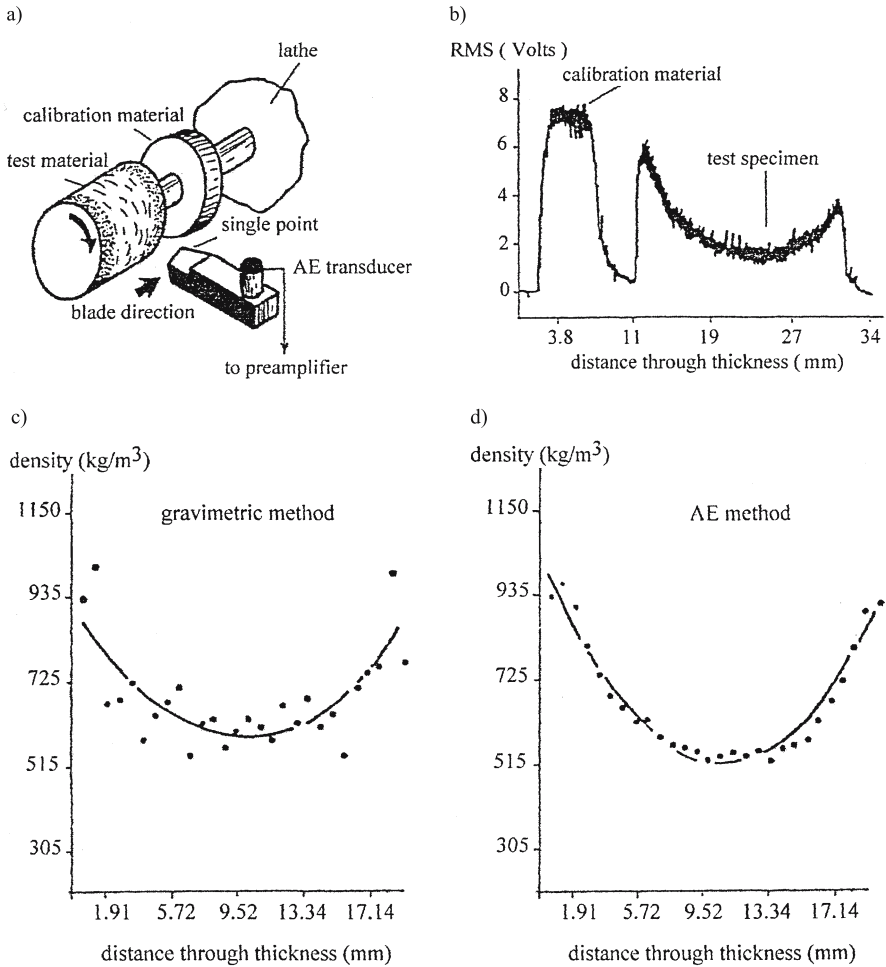 a)
lathe
calibration material
test material
single point
AE transducer
blade direction
to preamplifier
b)
RMS ( Volts )
calibration material
8
6
test specimen
4
2
0
3.8 11 19 27 34
distance through thickness ( mm)
c)
density (kg/m3)
1150
gravimetric method
935
725
515
305
1.91 5.72 9.52 13.34 17.14
distance through thickness (mm)
d)
density (kg/m3)
1150
AE method
935
725
515
305
1.91 5.72 9.52 13.34 17.14
distance through thickness (mm)